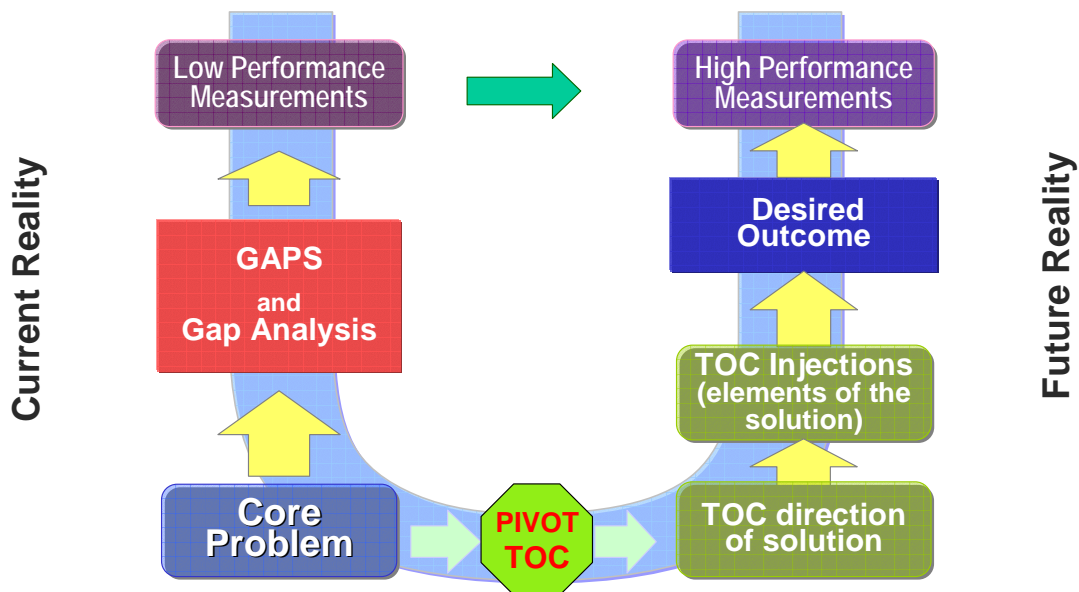 Current Reality
Low Performance
Measurements
GAPS
and
Gap Analysis
Core
Problem
PIVOT
TOC
High Performance
Measurements
Desired
Outcome
TOC Injections
(elements of the
solution)
TOC direction
of solution
Future Reality